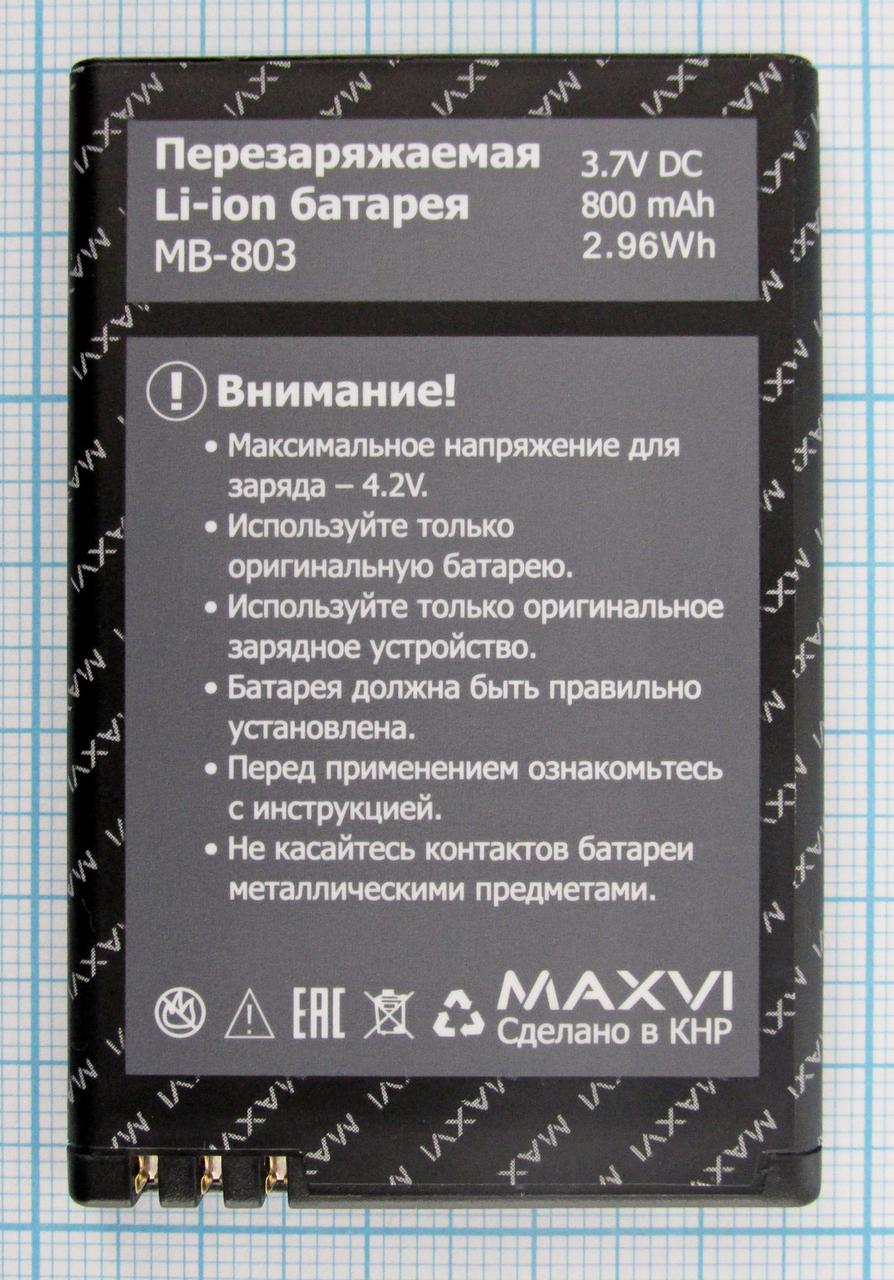 Перезаряжаемая
Li-ion батарея
MB-803
3.7V DC
800 mAh
2.96Wh
! Внимание!
• Максимальное напряжение для
заряда – 4.2V.
• Используйте только
оригинальную батарею.
• Используйте только оригинальное
зарядное устройство.
• Батарея должна быть правильно
установлена.
• Перед применением ознакомьтесь
с инструкцией.
• Не касайтесь контактов батареи
металлическими предметами.
EAC
MAXVI
Сделано в КНР